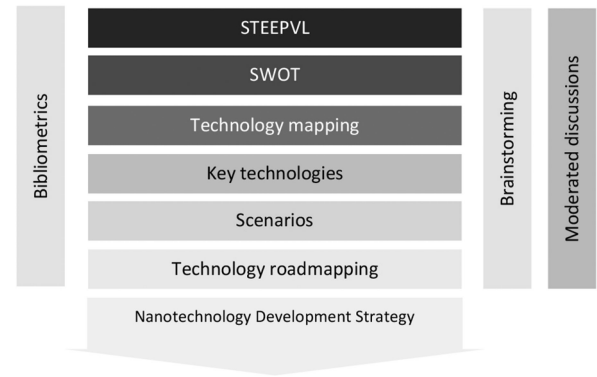 Bibliometrics
STEEPVL
SWOT
Technology mapping
Key technologies
Scenarios
Technology roadmapping
Nanotechnology Development Strategy
Brainstorming
Moderated discussions